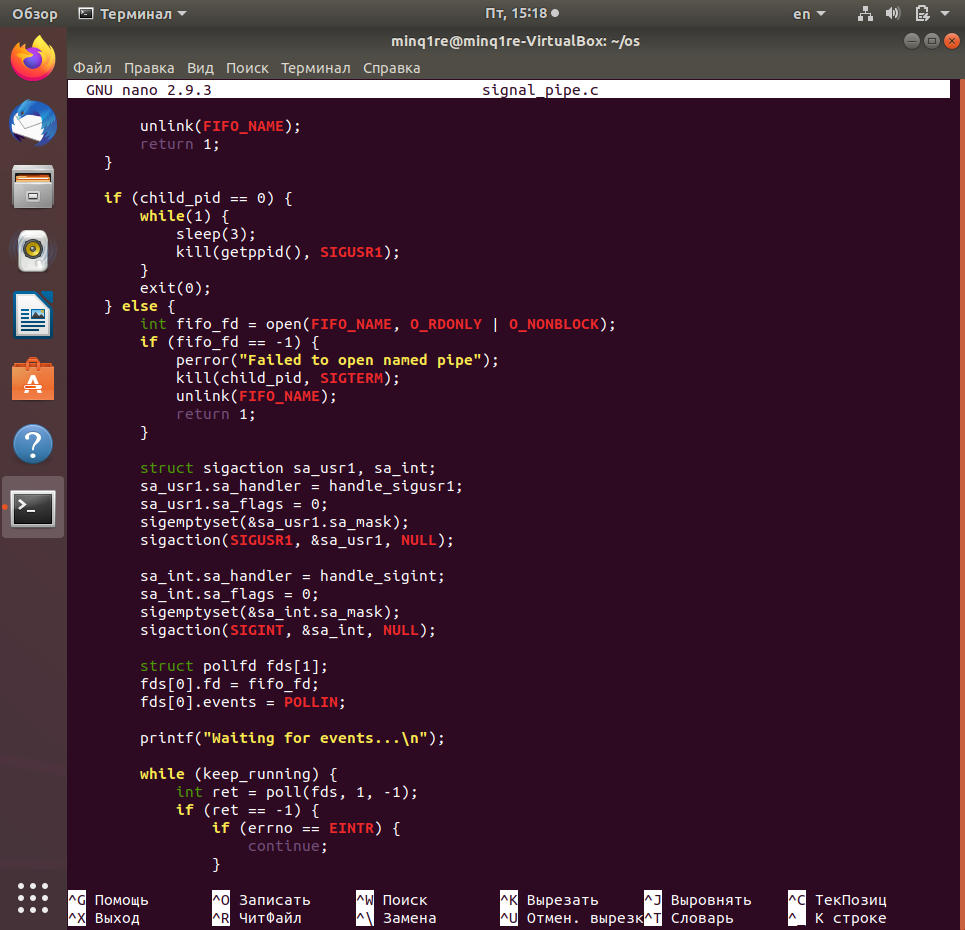 Обзор Терминал Пт, 15:18 en
minq1re@minq1re-VirtualBox: ~/os
Файл Правка Вид Поиск Терминал Справка
GNU nano 2.9.3 signal_pipe.c
        unlink(FIFO_NAME);
        return 1;
    }

    if (child_pid == 0) {
        while(1) {
            sleep(3);
            kill(getppid(), SIGUSR1);
        }
        exit(0);
    } else {
        int fifo_fd = open(FIFO_NAME, O_RDONLY | O_NONBLOCK);
        if (fifo_fd == -1) {
            perror("Failed to open named pipe");
            kill(child_pid, SIGTERM);
            unlink(FIFO_NAME);
            return 1;
        }

        struct sigaction sa_usr1, sa_int;
        sa_usr1.sa_handler = handle_sigusr1;
        sa_usr1.sa_flags = 0;
        sigemptyset(&sa_usr1.sa_mask);
        sigaction(SIGUSR1, &sa_usr1, NULL);

        sa_int.sa_handler = handle_sigint;
        sa_int.sa_flags = 0;
        sigemptyset(&sa_int.sa_mask);
        sigaction(SIGINT, &sa_int, NULL);

        struct pollfd fds[1];
        fds[0].fd = fifo_fd;
        fds[0].events = POLLIN;

        printf("Waiting for events...\n");

        while (keep_running) {
            int ret = poll(fds, 1, -1);
            if (ret == -1) {
                if (errno == EINTR) {
                    continue;
                }
^G Помощь ^O Записать ^W Поиск ^K Вырезать ^J Выровнять ^C ТекПозиц
^X Выход ^R ЧитФайл ^\ Замена ^U Отмен. вырезк ^T Словарь ^_ К строке